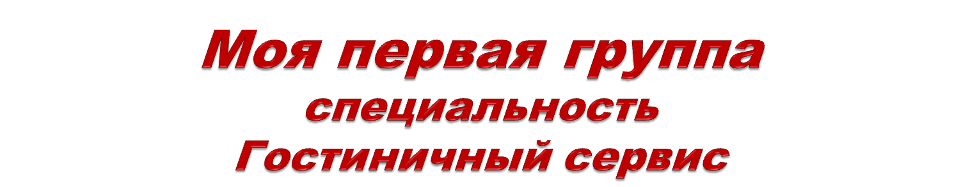 Моя первая группа
специальность
Гостиничный сервис